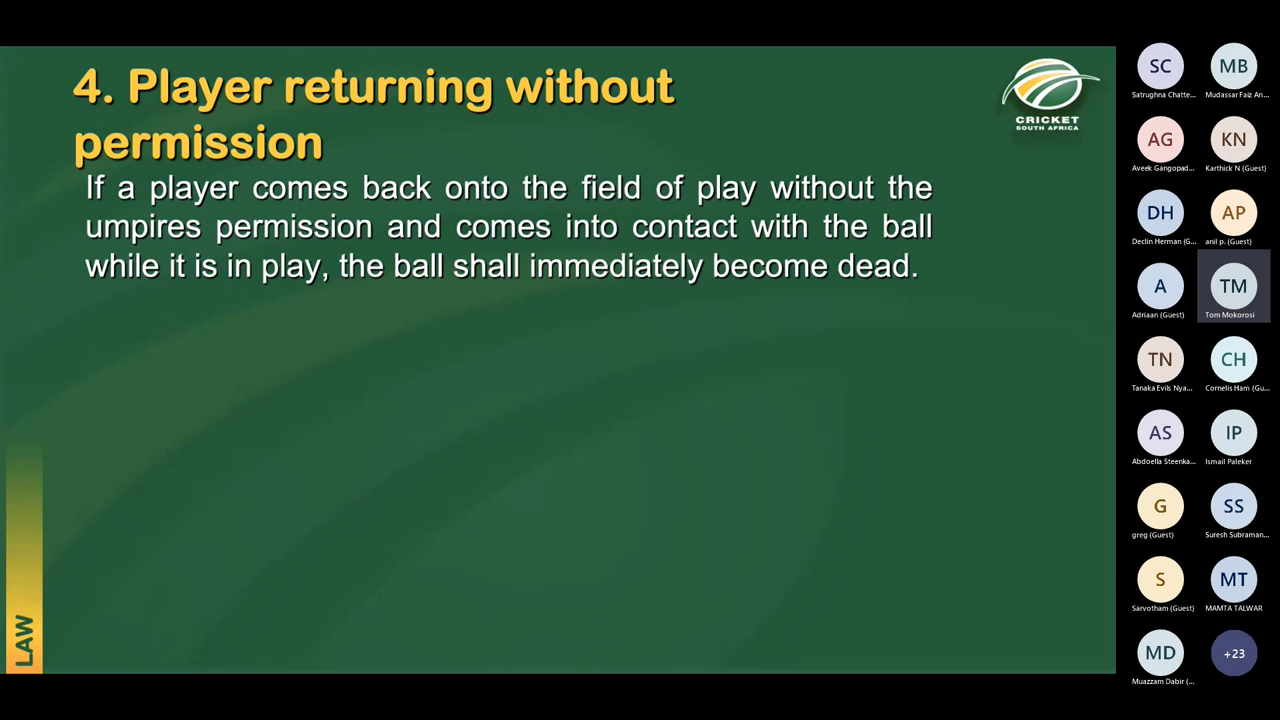 4. Player returning without
permission
CRICKET
SOUTH AFRICA
If a player comes back onto the field of play without the
umpires permission and comes into contact with the ball
while it is in play, the ball shall immediately become dead.
LAW
SC
MB
Satrughna Chatte...
Mudassar Faiz An...
AG
KN
Aveek Gangopad...
Karthick N (Guest)
DH
AP
Declin Herman (G...
anil p. (Guest)
A
TM
Adriaan (Guest)
Tom Mokorosi
TN
CH
Tanaka Evils Nya...
Cornelis Ham (Gu...
AS
IP
Abdoella Steenka...
Ismail Paleker
G
SS
greg (Guest)
Suresh Subraman...
S
MT
Sarvotham (Guest)
MAMTA TALWAR
MD
+23
Muazzam Dabir (...